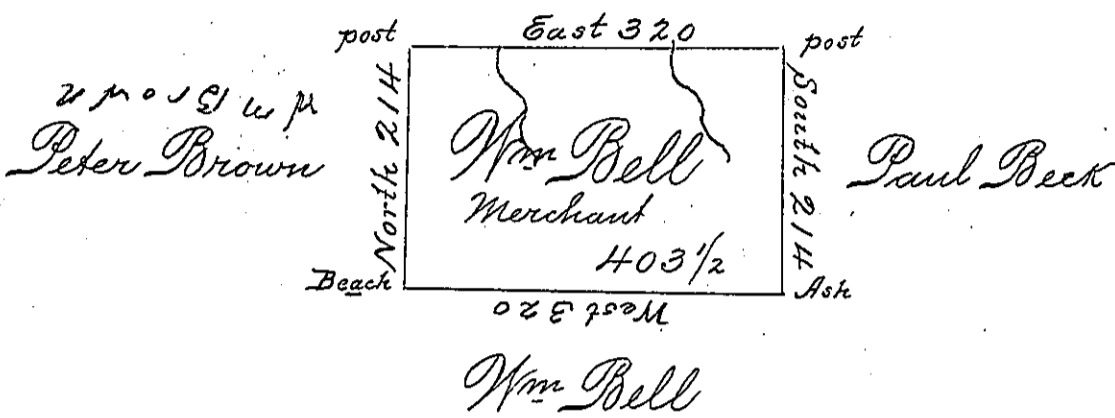 East 320
post
post
Brown
Peter Brown
North 214
Wm Bell
Merchant
403 1/2
South 214
Paul Beck
Beach
Ash
West 320
Wm Bell